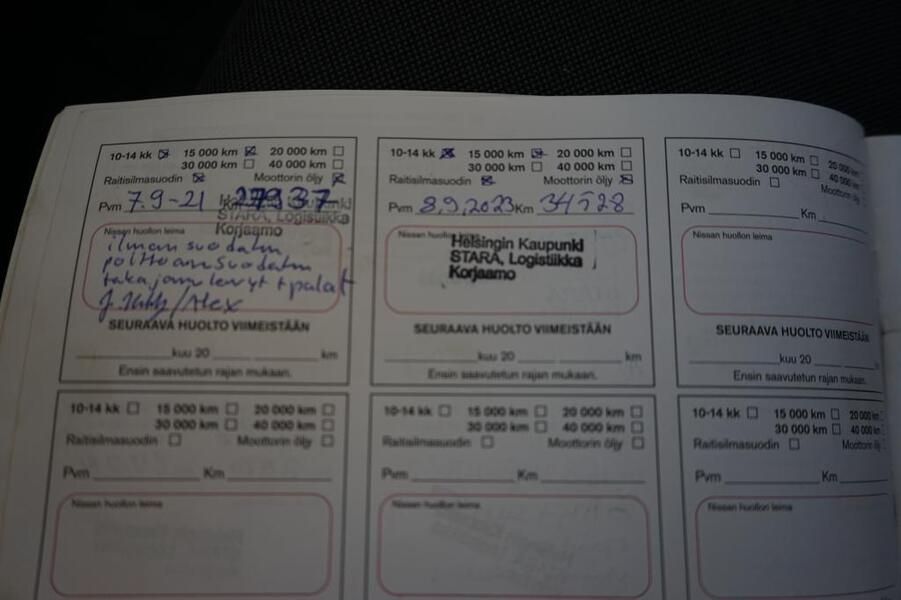 10-14 kk ☒ 15 000 km ☒ 20 000 km ☐
30 000 km ☐ 40 000 km ☐
Raitisilmasuodin ☒ Moottorin öljy ☒
Pvm 7.9-21 Km 27937
Helsingin Kaupunki
STARA, Logistiikka
Korjaamo
Nissan huollon leima
ilman suodatin
polttoansuodatin
takajarrulevyt + palat
/Alex
SEURAAVA HUOLTO VIIMEISTÄÄN
kuu 20 km
Ensin saavutetun rajan mukaan.
10-14 kk ☒ 15 000 km ☒ 20 000 km ☐
30 000 km ☐ 40 000 km ☐
Raitisilmasuodin ☒ Moottorin öljy ☒
Pvm 8.9.2023 Km 34528
Nissan huollon leima
Helsingin Kaupunki
STARA, Logistiikka
Korjaamo
SEURAAVA HUOLTO VIIMEISTÄÄN
kuu 20 km
Ensin saavutetun rajan mukaan.
10-14 kk ☐ 15 000 km ☐ 20 000 km
30 000 km ☐ 40 000 k
Raitisilmasuodin ☐ Moottorin
Pvm Km
Nissan huollon leima
SEURAAVA HUOLTO VIIMEISTÄÄN
kuu 20 km
Ensin saavutetun rajan mukaan.
10-14 kk ☐ 15 000 km ☐ 20 000 km ☐
30 000 km ☐ 40 000 km ☐
Raitisilmasuodin ☐ Moottorin öljy ☐
Pvm Km
Nissan huollon leima
10-14 kk ☐ 15 000 km ☐ 20 000 km ☐
30 000 km ☐ 40 000 km ☐
Raitisilmasuodin ☐ Moottorin öljy ☐
Pvm Km
Nissan huollon leima
10-14 kk ☐ 15 000 km ☐ 20 000 km
30 000 km ☐ 40 000 km
Raitisilmasuodin ☐ Moottorin öljy
Pvm Km
Nissan huollon leima